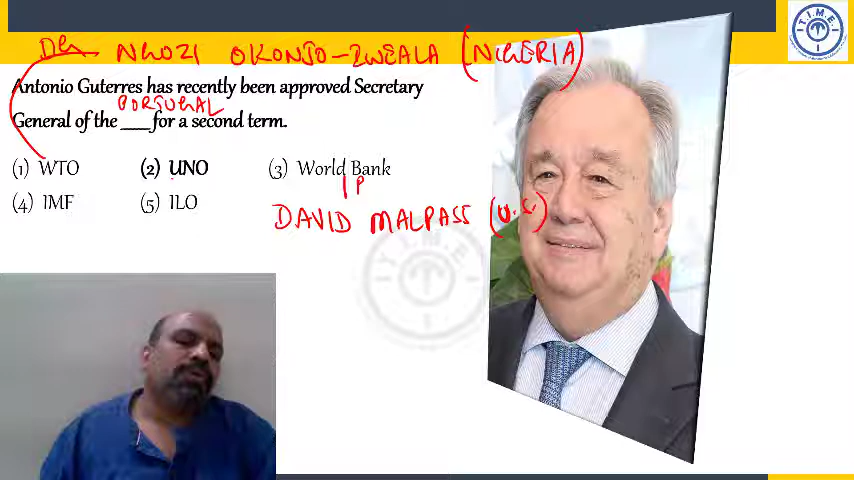 T.I.M.E.
DG NGOZI OKONJO-IWEALA (NIGERIA)
Antonio Guterres has recently been approved Secretary
PORTUGAL
General of the ____ for a second term.
(1) WTO (2) UNO (3) World Bank
P
(4) IMF (5) ILO
DAVID MALPASS (U.S.)
T.I.M.E.